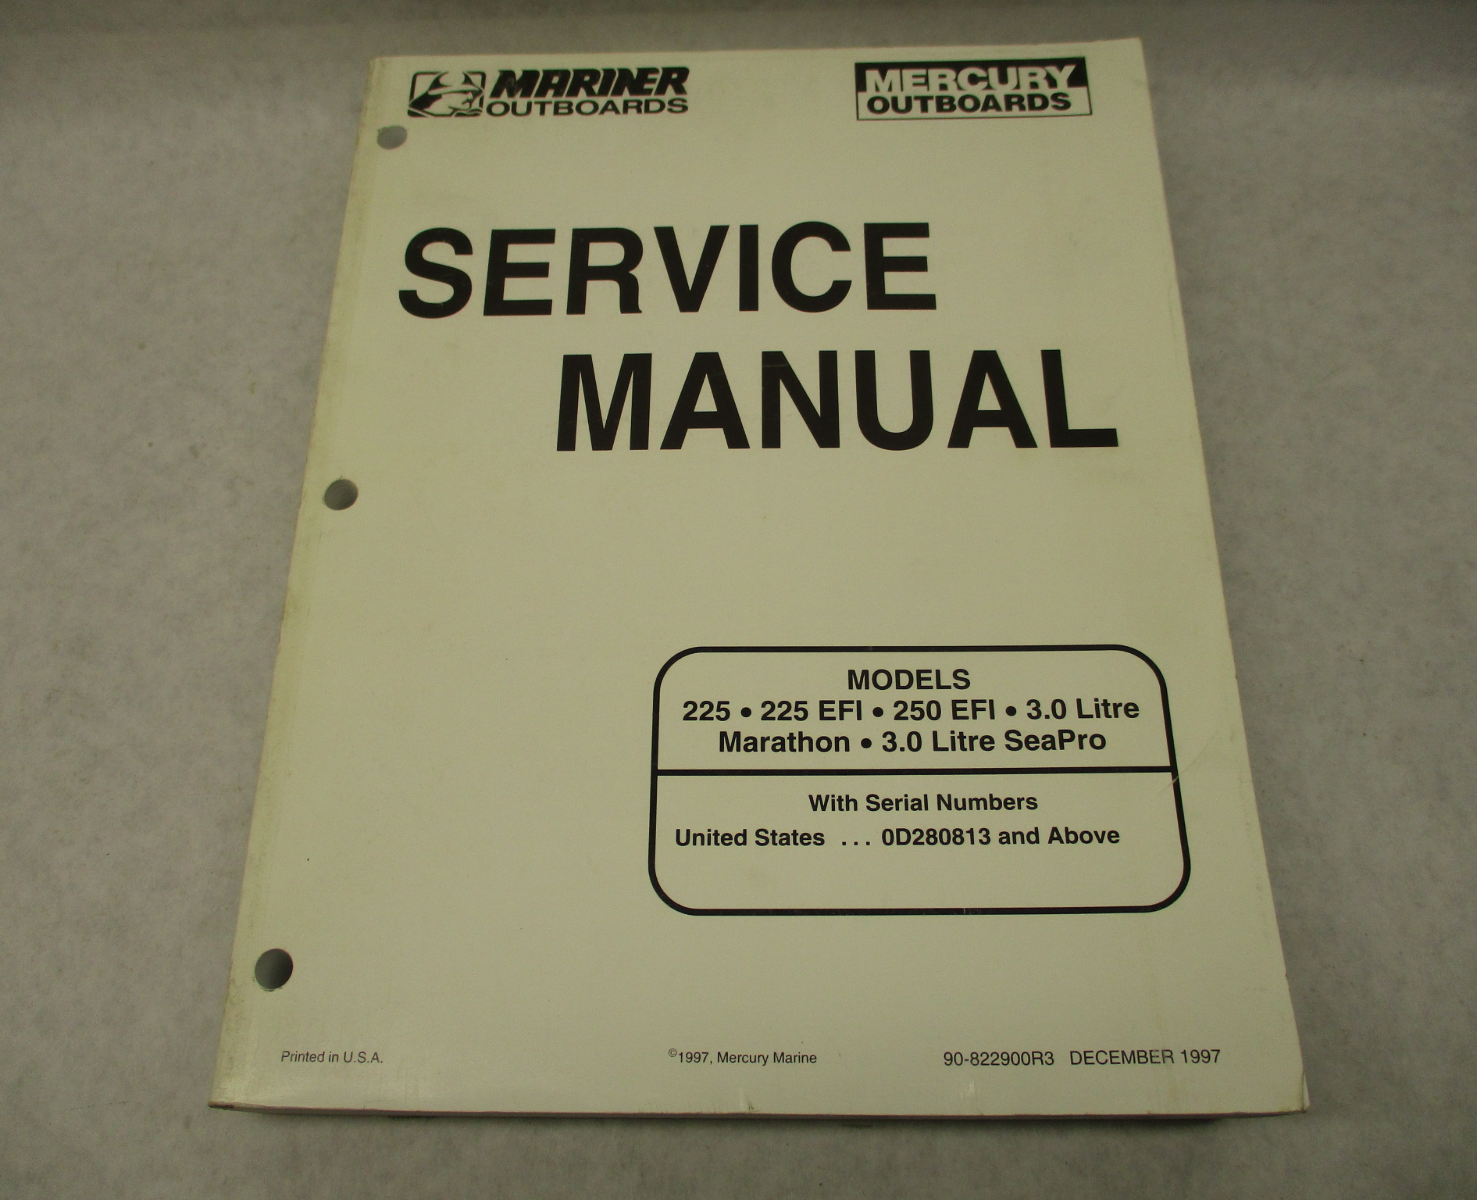 MARINER
OUTBOARDS
MERCURY
OUTBOARDS
SERVICE
MANUAL
MODELS
225 • 225 EFI • 250 EFI • 3.0 Litre
Marathon • 3.0 Litre SeaPro
With Serial Numbers
United States ... 0D280813 and Above
Printed in U.S.A.
©1997, Mercury Marine
90-822900R3 DECEMBER 1997